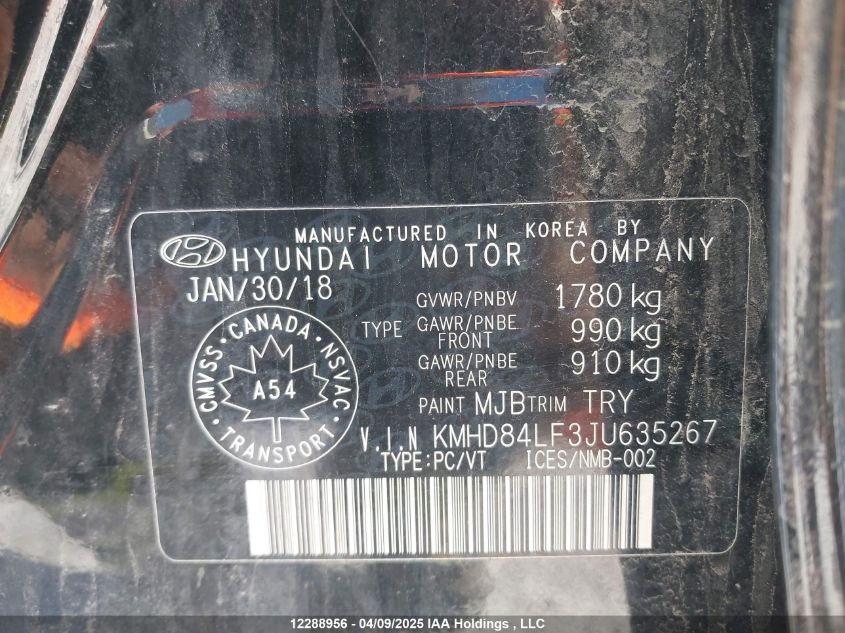 MANUFACTURED IN KOREA BY
HYUNDAI MOTOR COMPANY
JAN/30/18
GVWR/PNBV 1780 kg
TYPE GAWR/PNBE FRONT 990 kg
GAWR/PNBE REAR 910 kg
PAINT MJB TRIM TRY
CMVSS · CANADA · NSVAC · TRANSPORT ·
A54
V.I.N KMHD84LF3JU635267
TYPE:PC/VT ICES/NMB-002
12288956 - 04/09/2025 IAA Holdings , LLC